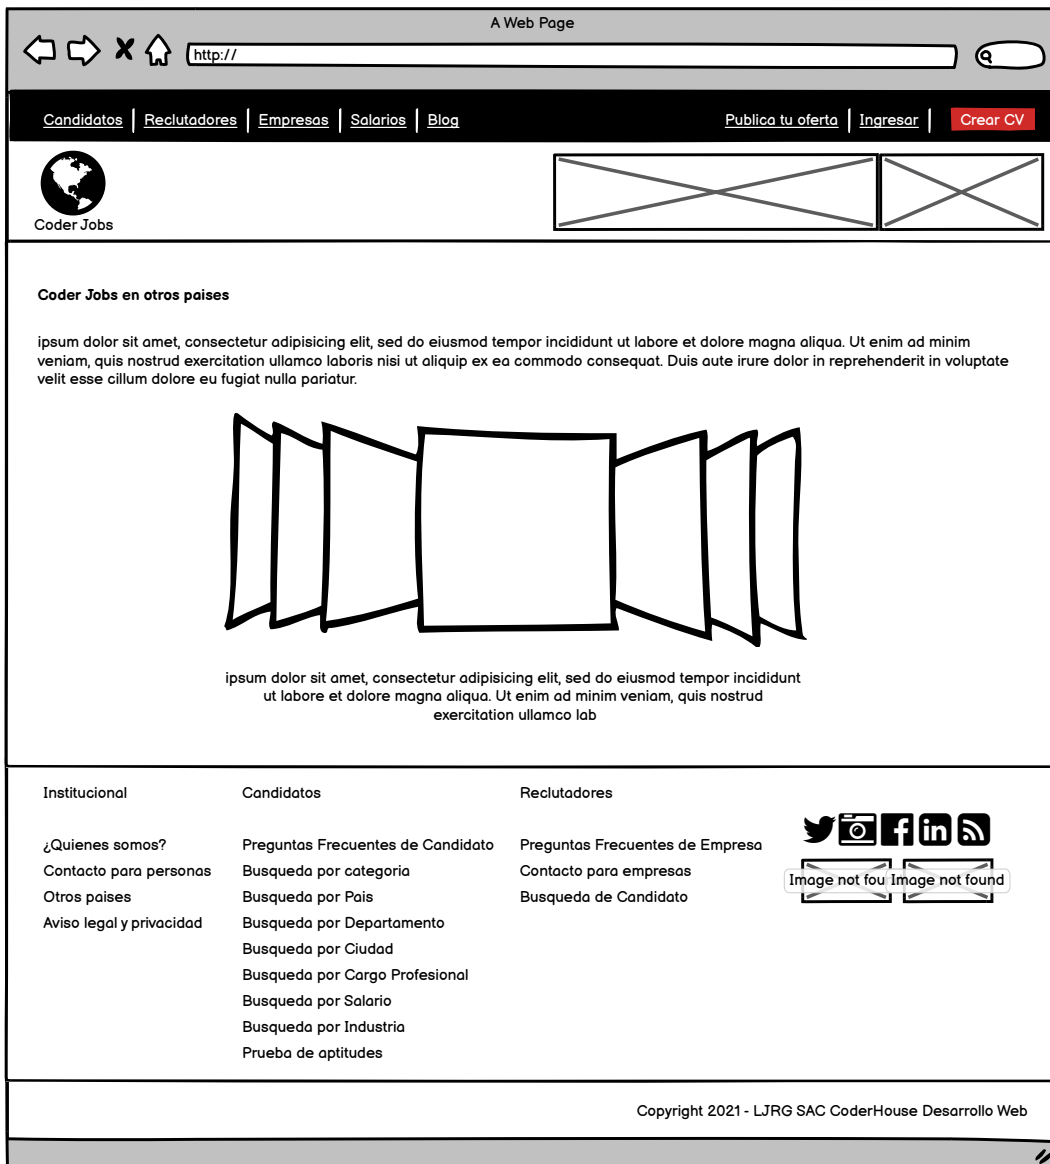 A Web Page
http://
Candidatos Reclutadores Empresas Salarios Blog Publica tu oferta Ingresar Crear CV
Coder Jobs
Coder Jobs en otros paises
ipsum dolor sit amet, consectetur adipisicing elit, sed do eiusmod tempor incididunt ut labore et dolore magna aliqua. Ut enim ad minim
veniam, quis nostrud exercitation ullamco laboris nisi ut aliquip ex ea commodo consequat. Duis aute irure dolor in reprehenderit in voluptate
velit esse cillum dolore eu fugiat nulla pariatur.
ipsum dolor sit amet, consectetur adipisicing elit, sed do eiusmod tempor incididunt
ut labore et dolore magna aliqua. Ut enim ad minim veniam, quis nostrud
exercitation ullamco lab
Institucional
¿Quienes somos?
Contacto para personas
Otros paises
Aviso legal y privacidad
Candidatos
Preguntas Frecuentes de Candidato
Busqueda por categoria
Busqueda por Pais
Busqueda por Departamento
Busqueda por Ciudad
Busqueda por Cargo Profesional
Busqueda por Salario
Busqueda por Industria
Prueba de aptitudes
Reclutadores
Preguntas Frecuentes de Empresa
Contacto para empresas
Busqueda de Candidato
in
Image not fou Image not found
Copyright 2021 - LJRG SAC CoderHouse Desarrollo Web